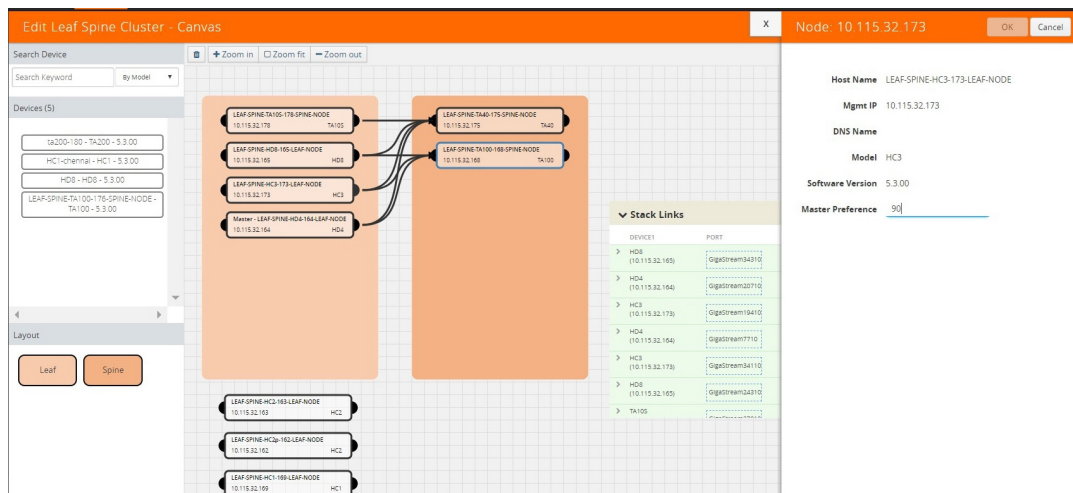 Edit Leaf Spine Cluster - Canvas
X
Node: 10.115.32.173
OK
Cancel
Search Device
Search Keyword
By Model
Devices (5)
ta200-180 - TA200 - 5.3.00
HC1-chennai - HC1 - 5.3.00
HD8 - HD8 - 5.3.00
LEAF-SPINE-TA100-176-SPINE-NODE -
TA100 - 5.3.00
Layout
Leaf
Spine
Zoom in
Zoom fit
Zoom out
LEAF-SPINE-TA10S-178-SPINE-NODE
10.115.32.178 TA10S
LEAF-SPINE-HD8-165-LEAF-NODE
10.115.32.165 HD8
LEAF-SPINE-HC3-173-LEAF-NODE
10.115.32.173 HC3
Master - LEAF-SPINE-HD4-164-LEAF-NODE
10.115.32.164 HD4
LEAF-SPINE-TA40-175-SPINE-NODE
10.115.32.175 TA40
LEAF-SPINE-TA100-168-SPINE-NODE
10.115.32.168 TA100
LEAF-SPINE-HC2-163-LEAF-NODE
10.115.32.163 HC2
LEAF-SPINE-HC2p-162-LEAF-NODE
10.115.32.162 HC2
LEAF-SPINE-HC1-169-LEAF-NODE
10.115.32.169 HC1
Stack Links
DEVICE1 PORT
HD8
(10.115.32.165) GigaStream34310
HD4
(10.115.32.164) GigaStream20710
HC3
(10.115.32.173) GigaStream19410
HD4
(10.115.32.164) GigaStream7710
HC3
(10.115.32.173) GigaStream34110
HD8
(10.115.32.165) GigaStream24310
TA10S
Host Name LEAF-SPINE-HC3-173-LEAF-NODE
Mgmt IP 10.115.32.173
DNS Name
Model HC3
Software Version 5.3.00
Master Preference 90